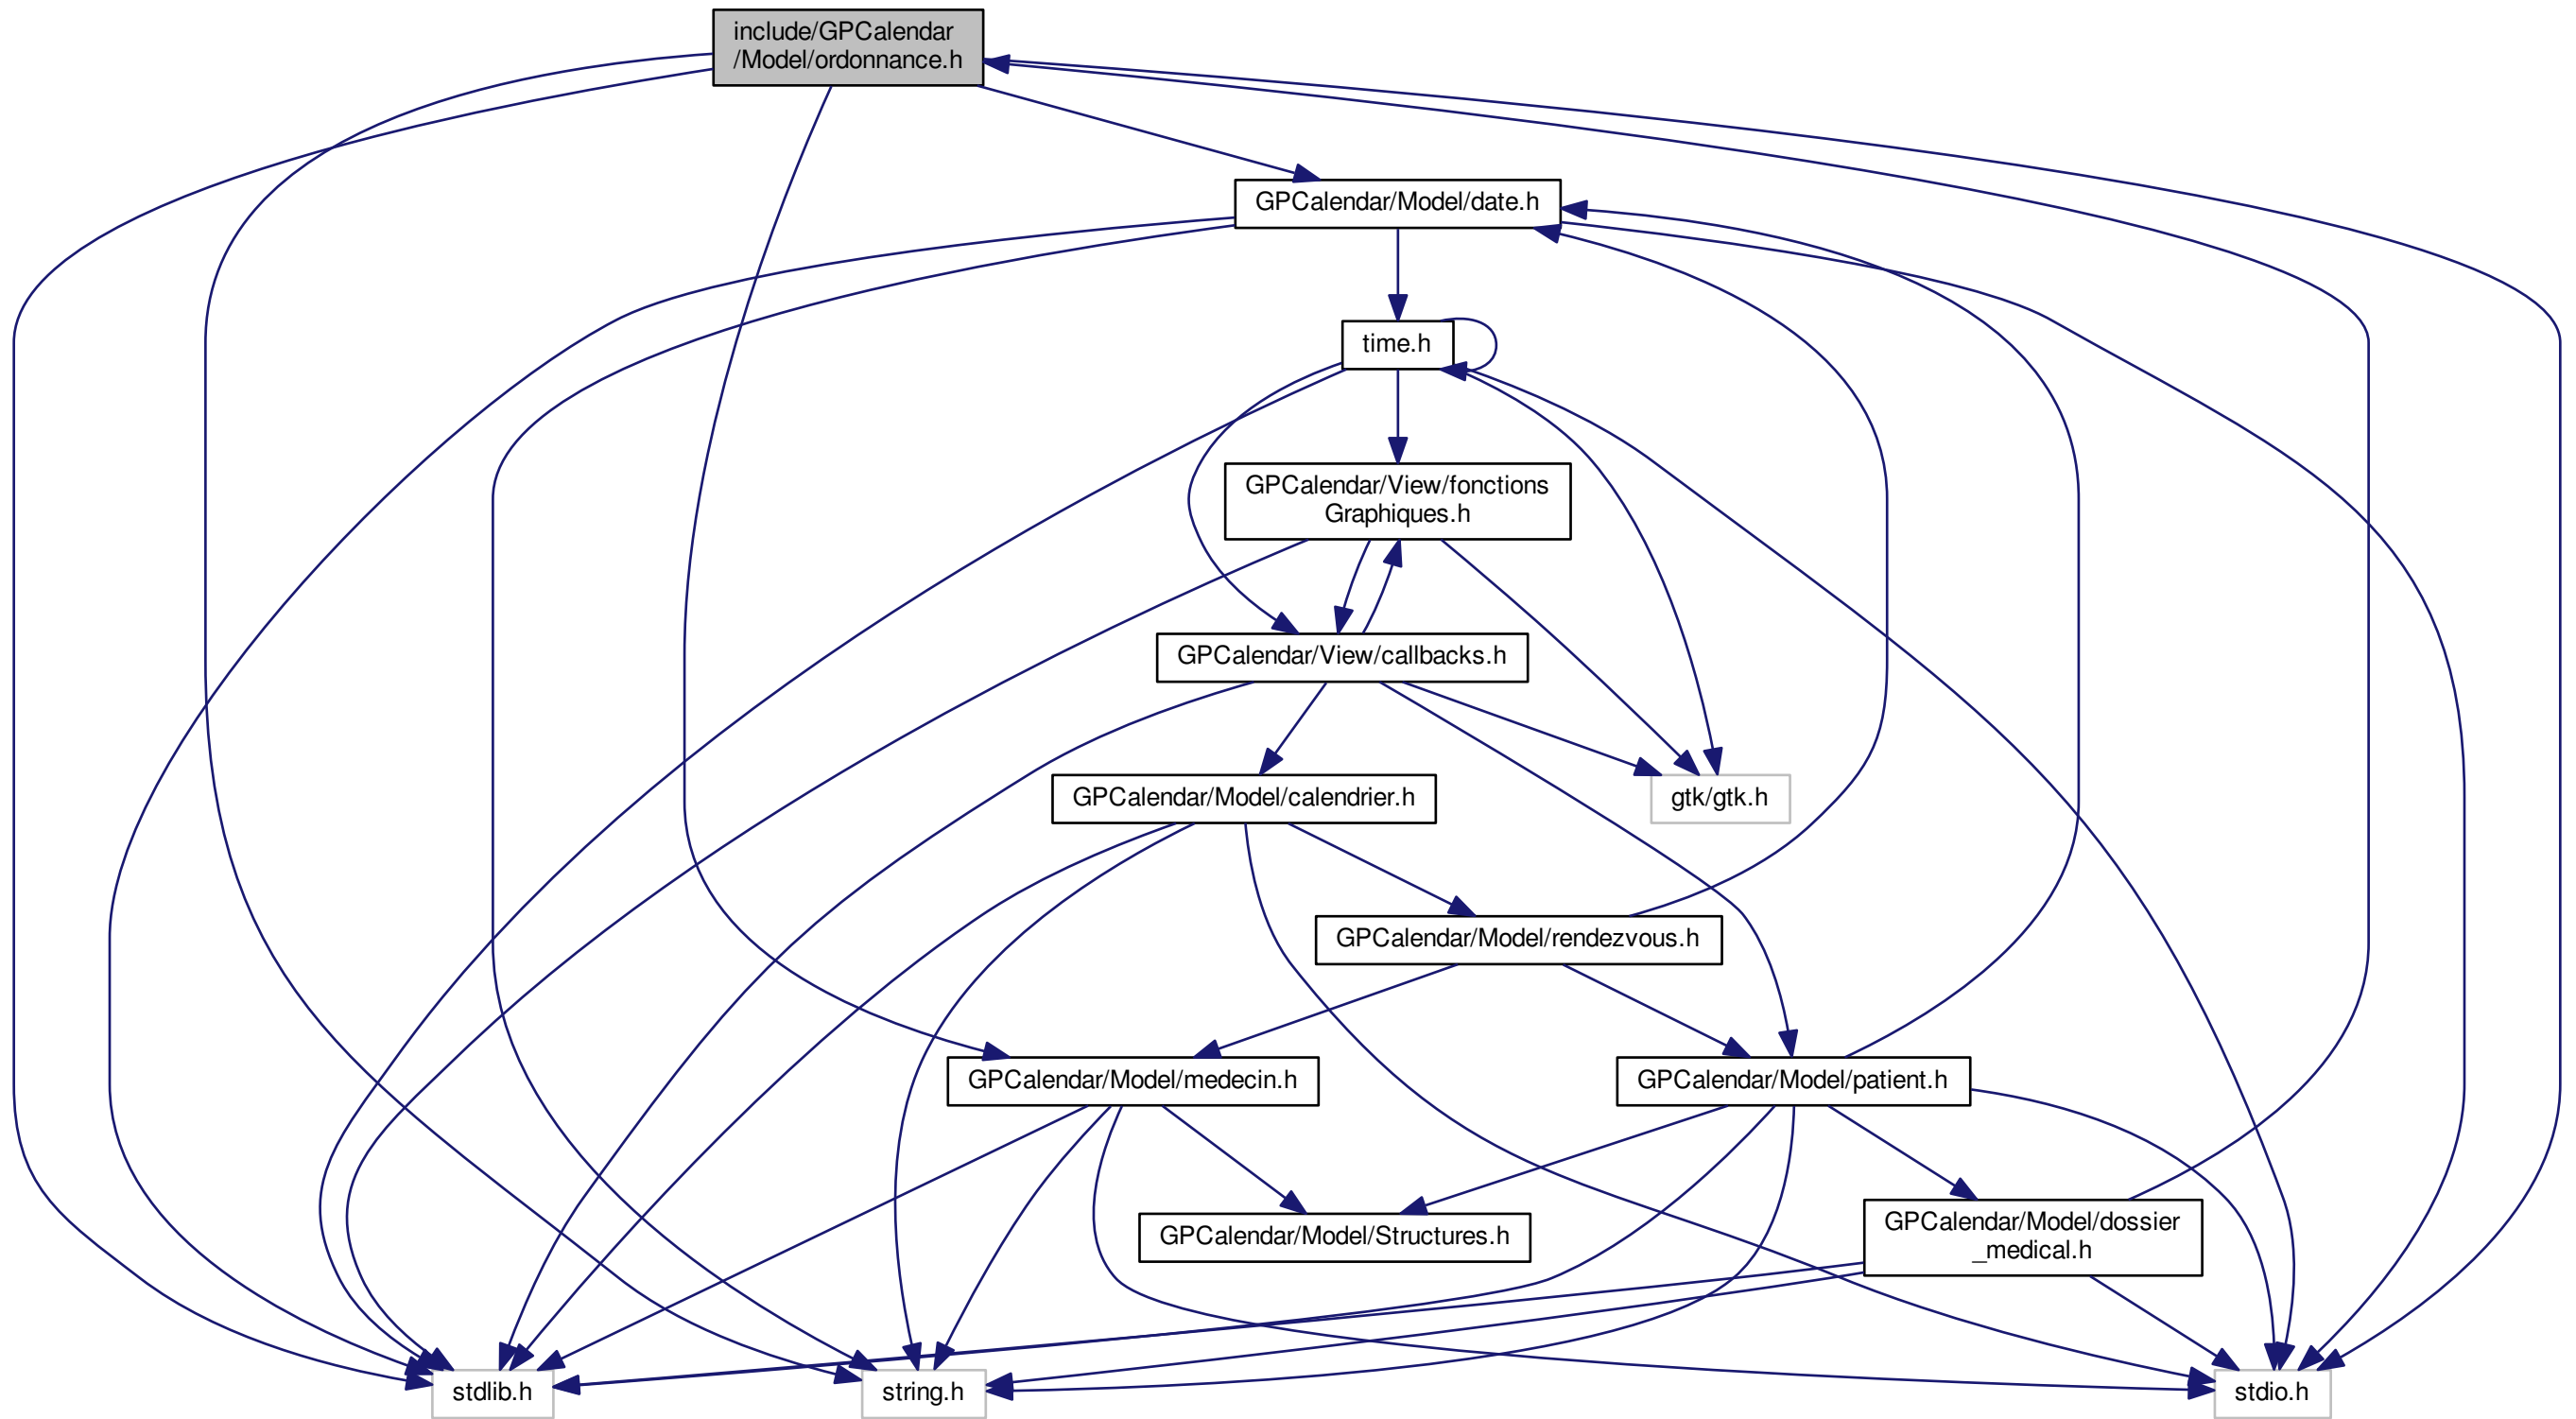 include/GPCalendar
/Model/ordonnance.h
GPCalendar/Model/date.h
time.h
GPCalendar/View/fonctions
Graphiques.h
GPCalendar/View/callbacks.h
GPCalendar/Model/calendrier.h
gtk/gtk.h
GPCalendar/Model/rendezvous.h
GPCalendar/Model/medecin.h
GPCalendar/Model/patient.h
GPCalendar/Model/Structures.h
GPCalendar/Model/dossier
_medical.h
stdlib.h
string.h
stdio.h